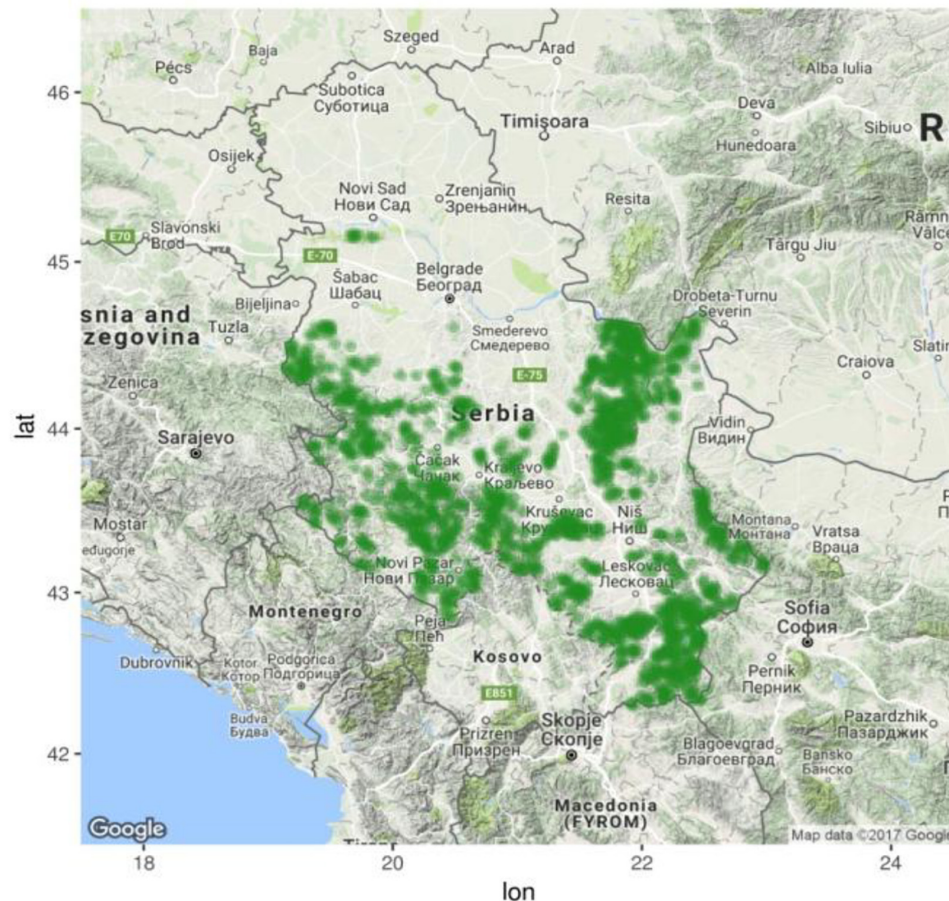 Szeged
Baja
Arad
Pécs
Alba Iulia
46
Subotica
Суботица
Deva
Timișoara
Sibiu
R
Hunedoara
Osijek
Novi Sad
Нови Сад
Zrenjanin
Зрењанин
Resita
Slavonski
Brod
E70
Târgu Jiu
45
E-70
Belgrade
Београд
Šabac
Шабац
Bijeljina
Drobeta-Turnu
Severin
snia and
zegovina
Tuzla
Smederevo
Смедерево
Craiova
E-75
Zenica
lat
Serbia
Vidin
Видин
44
Sarajevo
Čačak
Чачак
Kraljevo
Краљево
Kruševac
Niš
Ниш
Mostar
Montana
Монтана
Vratsa
Враца
eđugorje
Novi Pazar
Нови Пазар
Leskovac
Лесковац
43
Sofia
София
Montenegro
Peja
Пећ
Dubrovnik
Kotor
Котор
Podgorica
Подгорица
Kosovo
Pernik
Перник
E851
Budva
Будва
Prizren
Призрен
Skopje
Скопје
Pazardzhik
Пазарджик
Blagoevgrad
Благоевград
Bansko
Банско
42
Macedonia
(FYROM)
Google
Map data ©2017 Google
18
20
22
24
lon